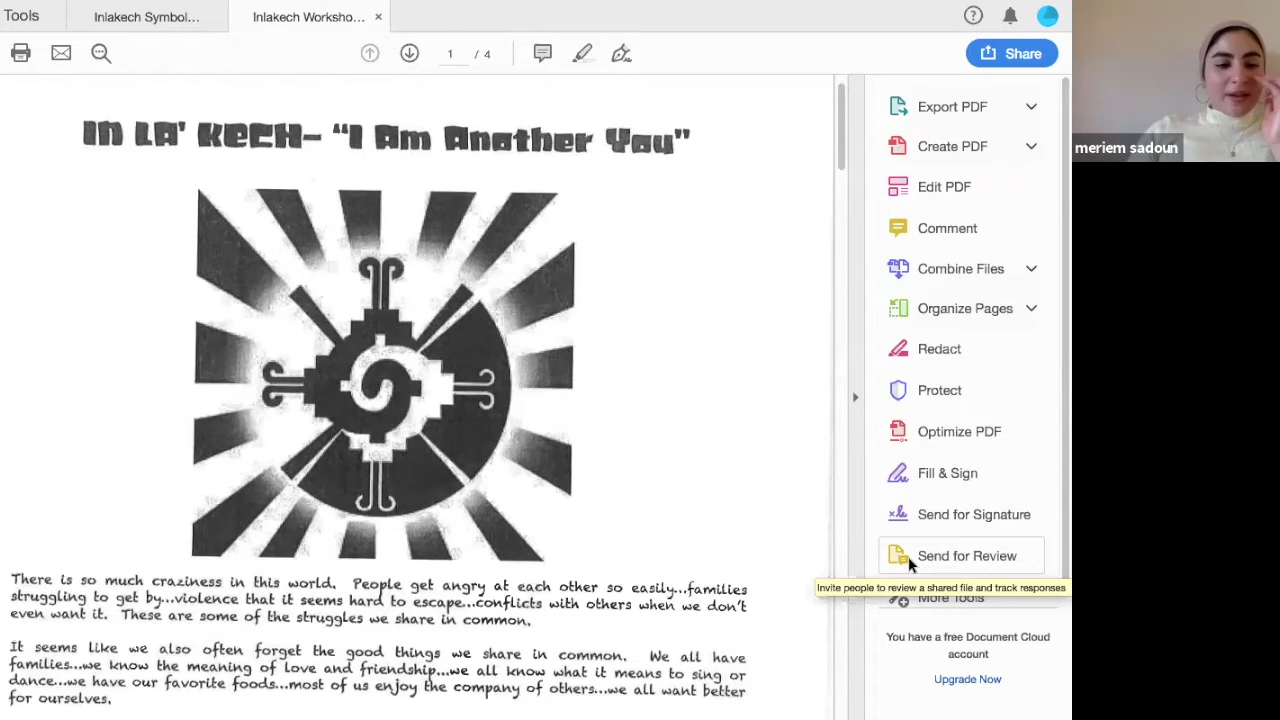 Tools
Inlakech Symbol...
Inlakech Worksho... ×
1 / 4
Share
In La' Kech– "I Am Another You"
There is so much craziness in this world. People get angry at each other so easily...families
struggling to get by...violence that it seems hard to escape...conflicts with others when we don't
even want it. These are some of the struggles we share in common.
It seems like we also often forget the good things we share in common. We all have
families...we know the meaning of love and friendship...we all know what it means to sing or
dance...we have our favorite foods...most of us enjoy the company of others...we all want better
for ourselves.
Export PDF
Create PDF
Edit PDF
Comment
Combine Files
Organize Pages
Redact
Protect
Optimize PDF
Fill & Sign
Send for Signature
Send for Review
Invite people to review a shared file and track responses
More Tools
You have a free Document Cloud
account
Upgrade Now
meriem sadoun